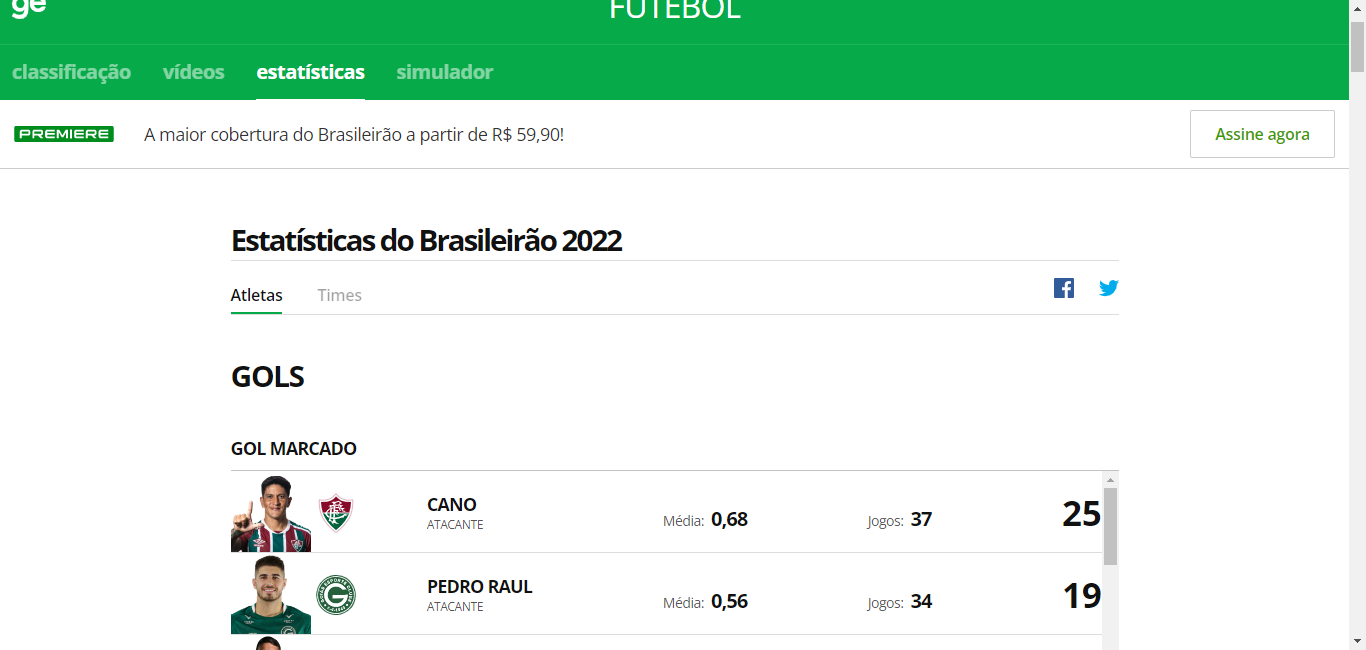 ge
FUTEBOL
classificação vídeos estatísticas simulador
PREMIERE A maior cobertura do Brasileirão a partir de R$ 59,90! Assine agora
Estatísticas do Brasileirão 2022
Atletas Times
GOLS
GOL MARCADO
CANO
ATACANTE
Média: 0,68 Jogos: 37 25
PEDRO RAUL
ATACANTE
Média: 0,56 Jogos: 34 19